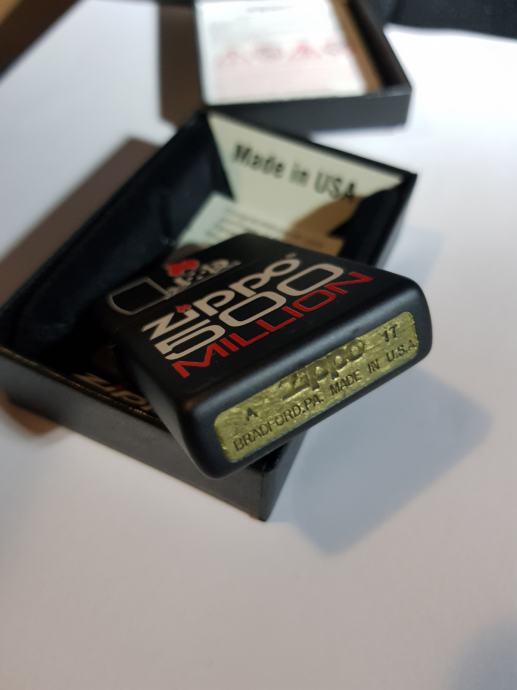 Made in USA
zippo
500
MILLION
A zippo 17
BRADFORD.PA. MADE IN U.S.A